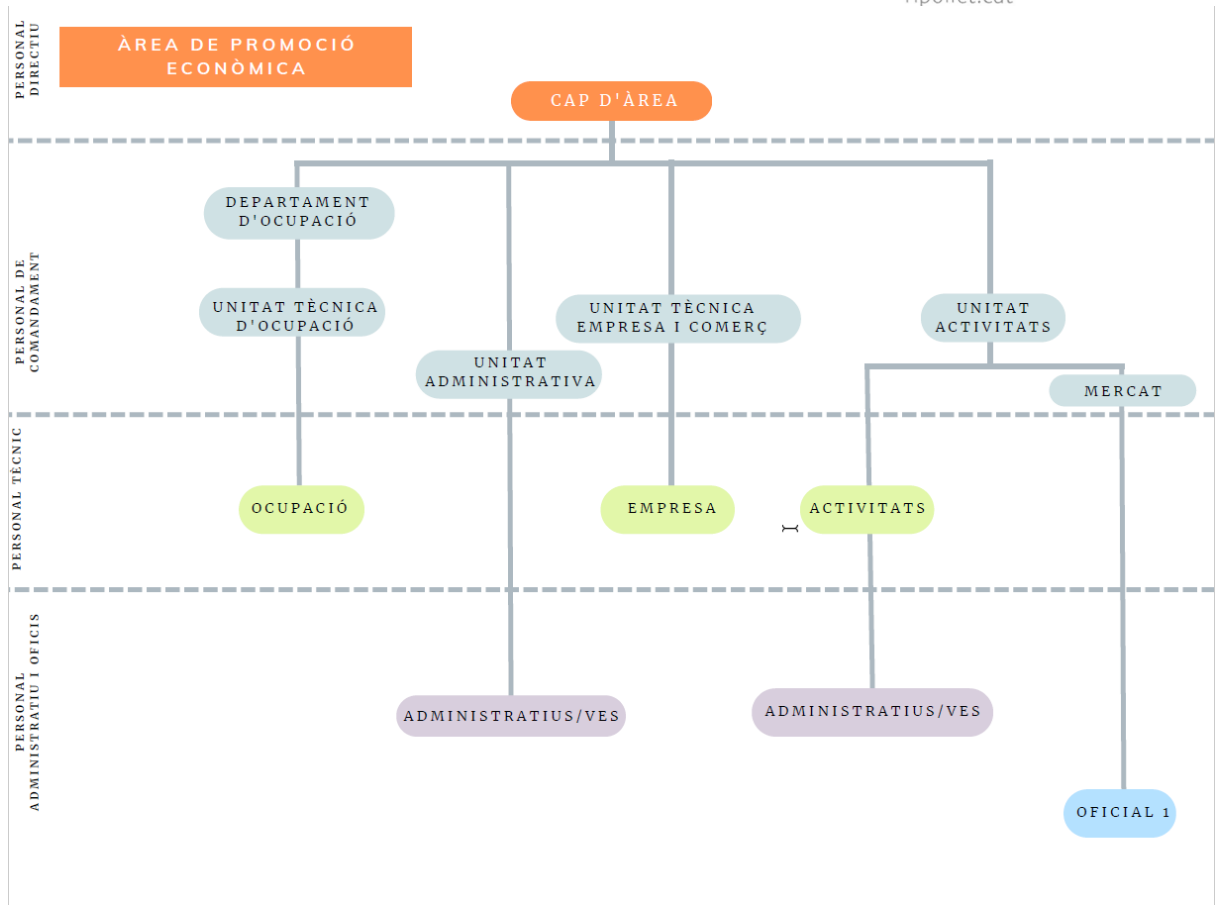 ripollet.cat
PERSONAL
DIRECTIU
ÀREA DE PROMOCIÓ
ECONÒMICA
CAP D'ÀREA
PERSONAL DE
COMANDAMENT
DEPARTAMENT
D'OCUPACIÓ
UNITAT TÈCNICA
D'OCUPACIÓ
UNITAT
ADMINISTRATIVA
UNITAT TÈCNICA
EMPRESA I COMERÇ
UNITAT
ACTIVITATS
MERCAT
PERSONAL TÈCNIC
OCUPACIÓ
EMPRESA
ACTIVITATS
PERSONAL
ADMINISTRATIU I OFICIS
ADMINISTRATIUS/VES
ADMINISTRATIUS/VES
OFICIAL 1